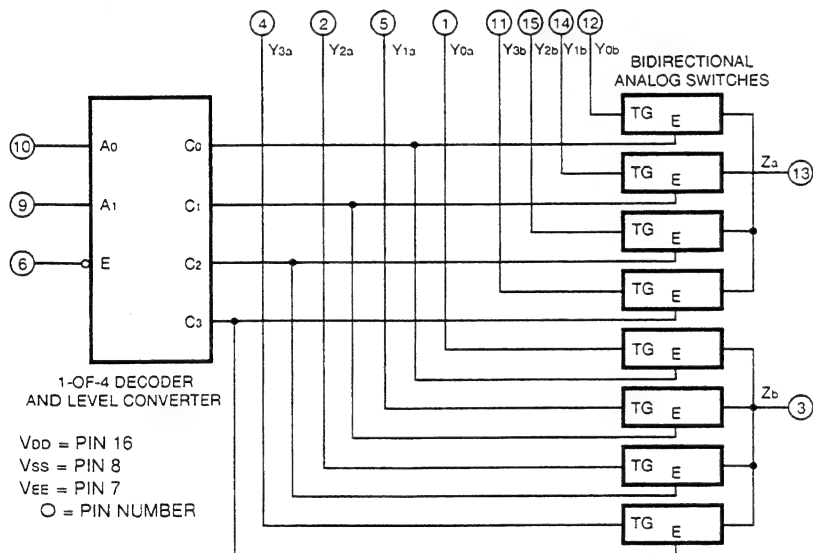 4 2 5 1 11 15 14 12
Y3a Y2a Y1a Y0a Y3b Y2b Y1b Y0b
BIDIRECTIONAL
ANALOG SWITCHES
TG E
10 A0 C0
TG E Za 13
9 A1 C1
TG E
6 E C2
TG E
C3
TG E
1-OF-4 DECODER
AND LEVEL CONVERTER
TG E Zb 3
VDD = PIN 16
VSS = PIN 8
TG E
VEE = PIN 7
O = PIN NUMBER
TG E